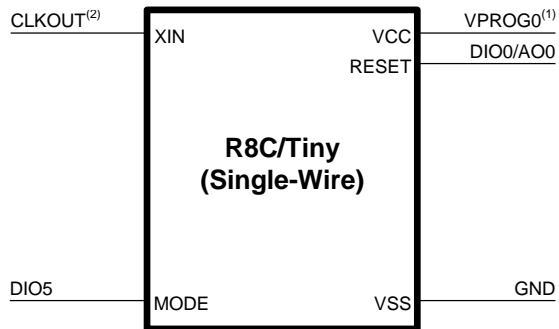 CLKOUT(2)
XIN
VCC
VPROG0(1)
RESET
DIO0/AO0
R8C/Tiny
(Single-Wire)
DIO5
MODE
VSS
GND